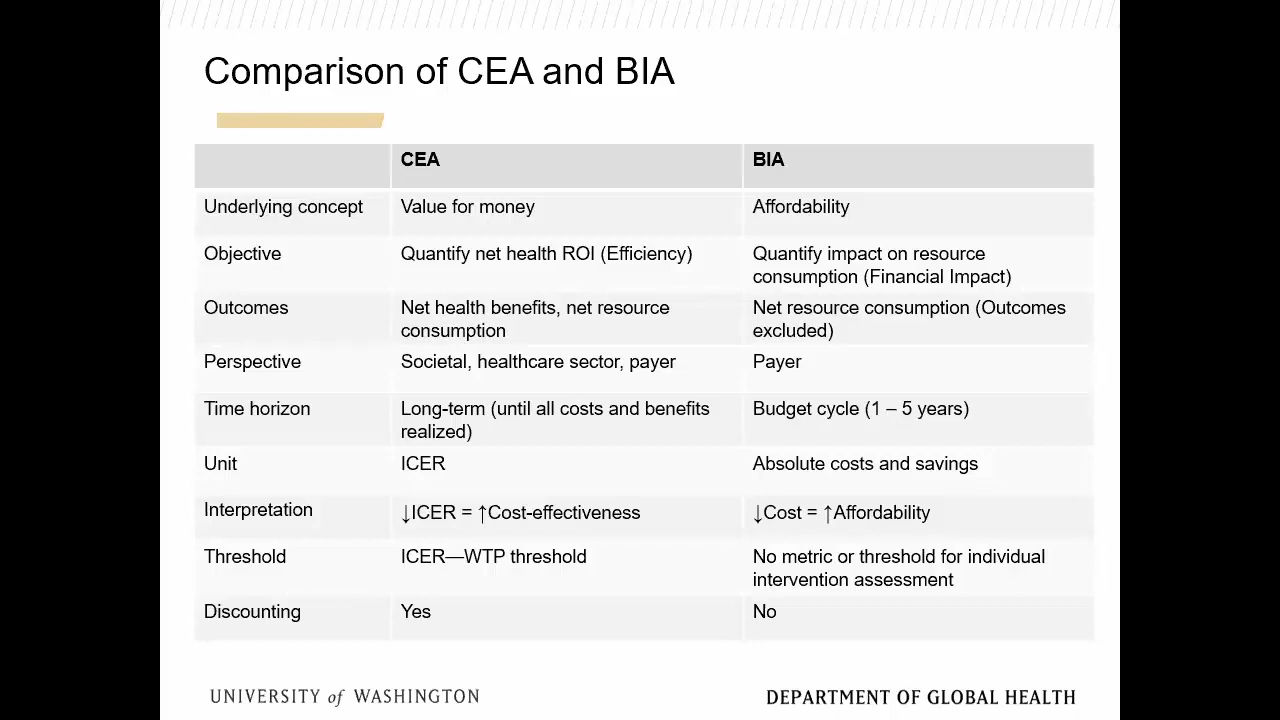 Comparison of CEA and BIA
CEA BIA
Underlying concept Value for money Affordability
Objective Quantify net health ROI (Efficiency) Quantify impact on resource
consumption (Financial Impact)
Outcomes Net health benefits, net resource Net resource consumption (Outcomes
consumption excluded)
Perspective Societal, healthcare sector, payer Payer
Time horizon Long-term (until all costs and benefits Budget cycle (1 – 5 years)
realized)
Unit ICER Absolute costs and savings
Interpretation ↓ICER = ↑Cost-effectiveness ↓Cost = ↑Affordability
Threshold ICER—WTP threshold No metric or threshold for individual
intervention assessment
Discounting Yes No
UNIVERSITY of WASHINGTON DEPARTMENT OF GLOBAL HEALTH